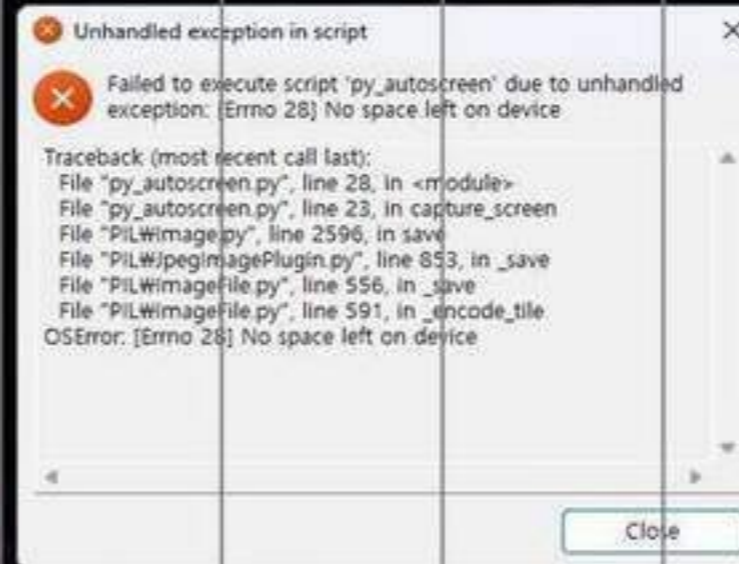 Unhandled exception in script
Failed to execute script 'py_autoscreen' due to unhandled
exception: [Errno 28] No space left on device
Traceback (most recent call last):
File "py_autoscreen.py", line 28, in <module>
File "py_autoscreen.py", line 23, in capture_screen
File "PIL₩Image.py", line 2596, in save
File "PIL₩JpegImagePlugin.py", line 853, in _save
File "PIL₩ImageFile.py", line 556, in _save
File "PIL₩ImageFile.py", line 591, in _encode_tile
OSError: [Errno 28] No space left on device
Close